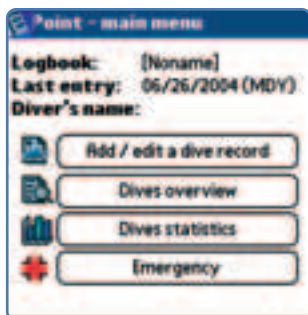 Point - main menu
Logbook: [Noname]
Last entry: 06/26/2004 (MDY)
Diver's name:
Add / edit a dive record
Dives overview
Dives statistics
Emergency